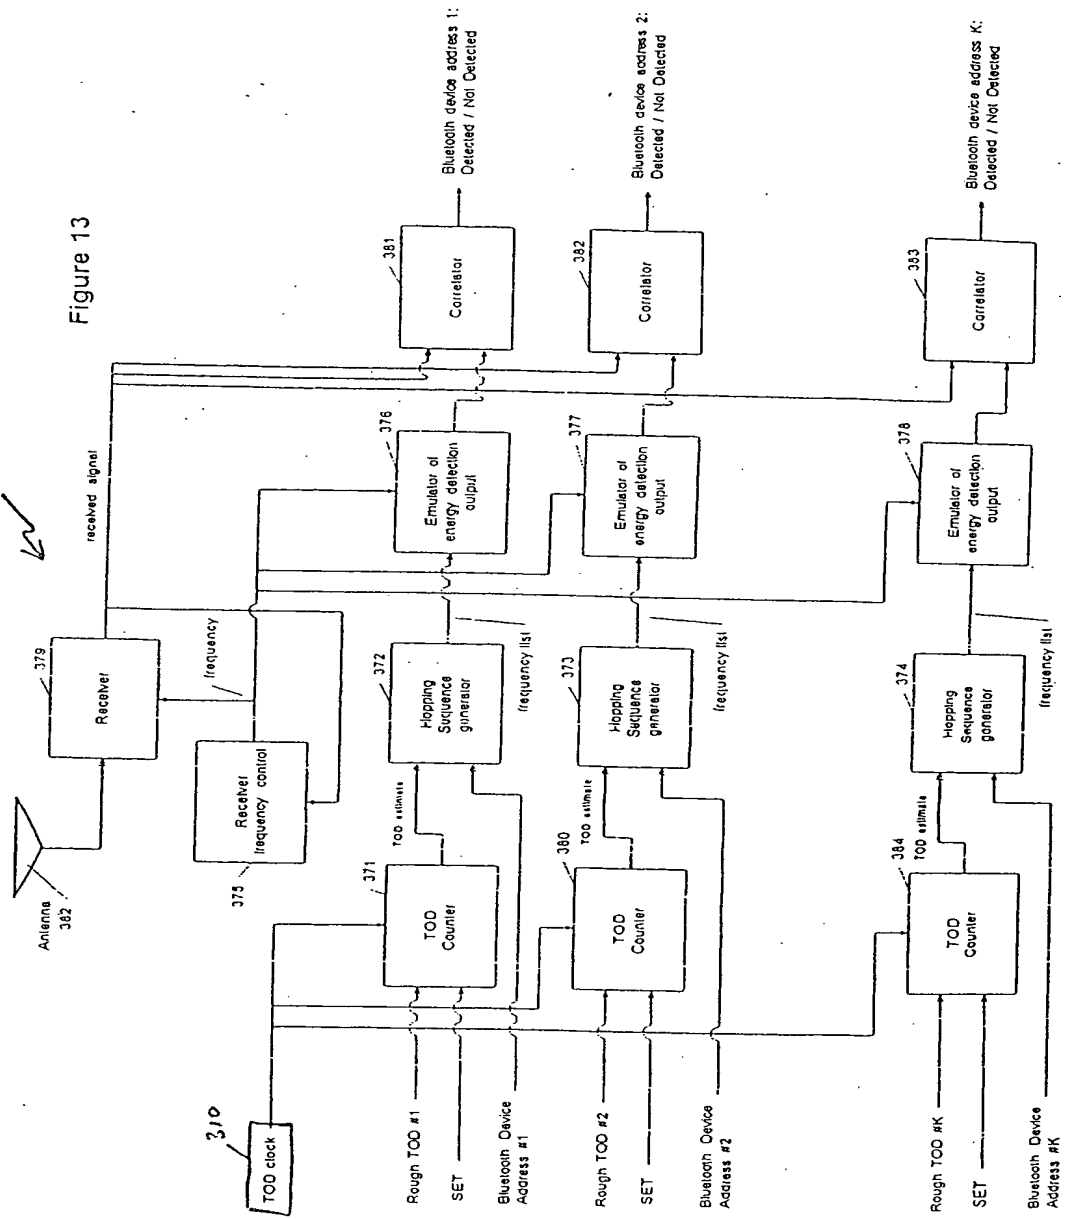 Figure 13
Antenna
382
Receiver
379
received signal
Receiver
frequency control
375
frequency
TOD clock
310
Rough TOD #1
SET
Bluetooth Device
Address #1
TOD
Counter
371
TOD estimate
Hopping
Sequence
generator
372
frequency list
Emulator of
energy detection
output
376
Correlator
381
Bluetooth device address 1:
Detected / Not Detected
Rough TOD #2
SET
Bluetooth Device
Address #2
TOD
Counter
380
TOD estimate
Hopping
Sequence
generator
373
frequency list
Emulator of
energy detection
output
377
Correlator
382
Bluetooth device address 2:
Detected / Not Detected
Rough TOD #K
SET
Bluetooth Device
Address #K
TOD
Counter
384
TOD estimate
Hopping
Sequence
generator
374
frequency list
Emulator of
energy detection
output
378
Correlator
383
Bluetooth device address K:
Detected / Not Detected